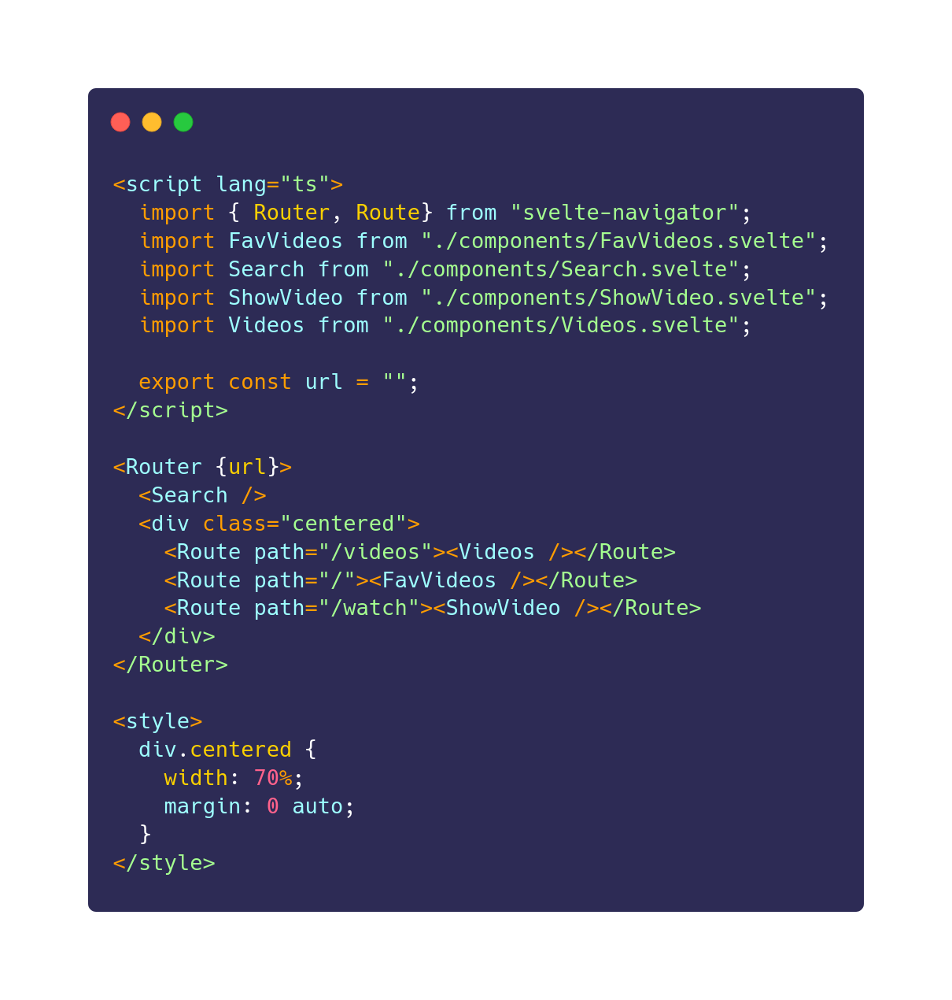 <script lang="ts">
  import { Router, Route} from "svelte-navigator";
  import FavVideos from "./components/FavVideos.svelte";
  import Search from "./components/Search.svelte";
  import ShowVideo from "./components/ShowVideo.svelte";
  import Videos from "./components/Videos.svelte";

  export const url = "";
</script>

<Router {url}>
  <Search />
  <div class="centered">
    <Route path="/videos"><Videos /></Route>
    <Route path="/"><FavVideos /></Route>
    <Route path="/watch"><ShowVideo /></Route>
  </div>
</Router>

<style>
  div.centered {
    width: 70%;
    margin: 0 auto;
  }
</style>